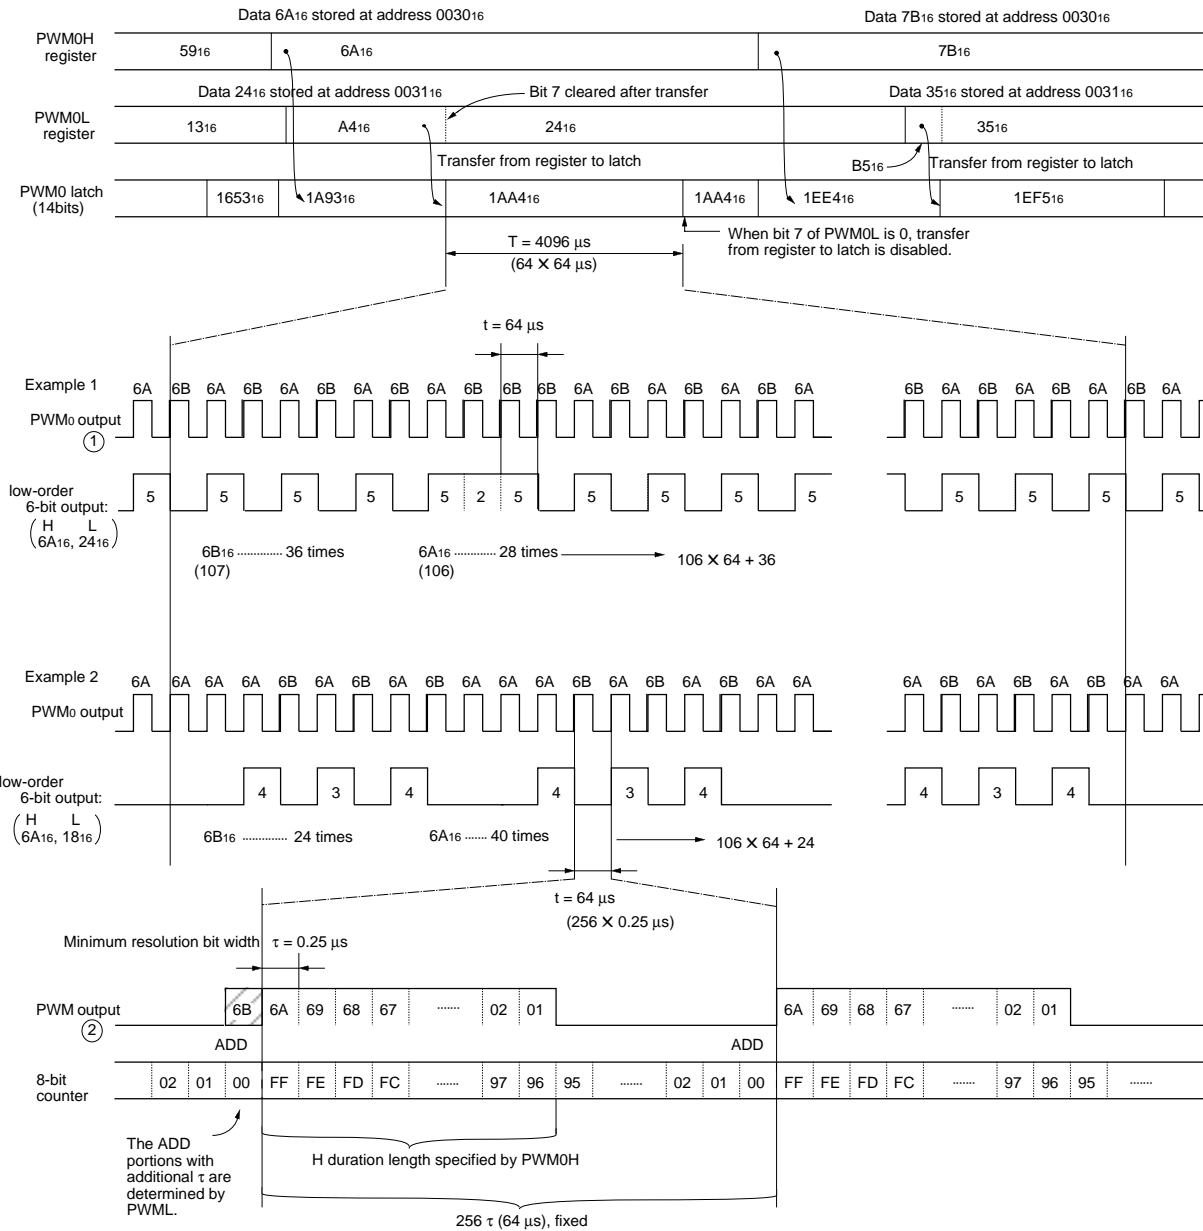 Data 6A16 stored at address 003016 Data 7B16 stored at address 003016
PWM0H
register
5916 6A16 7B16
Data 2416 stored at address 003116 Bit 7 cleared after transfer Data 3516 stored at address 003116
PWM0L
register
1316 A416 2416 3516
B516
Transfer from register to latch Transfer from register to latch
PWM0 latch
(14bits)
165316 1A9316 1AA416 1AA416 1EE416 1EF516
When bit 7 of PWM0L is 0, transfer
from register to latch is disabled.
T = 4096 μs
(64 × 64 μs)
t = 64 μs
Example 1
6A 6B 6A 6B 6A 6B 6A 6B 6A 6B 6B 6B 6A 6B 6A 6B 6A 6B 6A 6B 6A 6B 6A 6B 6A 6B 6A
PWM0 output
1
low-order
6-bit output:
H L
(6A16, 2416)
5 5 5 5 5 2 5 5 5 5 5 5 5 5 5
6B16 ............. 36 times 6A16 .......... 28 times 106 × 64 + 36
(107) (106)
Example 2
6A 6A 6A 6B 6A 6B 6A 6B 6A 6A 6A 6B 6A 6B 6A 6B 6A 6A 6A 6B 6A 6B 6A 6B 6A 6A 6A
PWM0 output
low-order
6-bit output:
H L
(6A16, 1816)
4 3 4 4 3 4 4 3 4
6B16 ............. 24 times 6A16 ....... 40 times 106 × 64 + 24
t = 64 μs
(256 × 0.25 μs)
Minimum resolution bit width τ = 0.25 μs
PWM output
2
6B 6A 69 68 67 ....... 02 01 6A 69 68 67 ....... 02 01
ADD ADD
8-bit
counter
02 01 00 FF FE FD FC ....... 97 96 95 ....... 02 01 00 FF FE FD FC ....... 97 96 95 .......
The ADD
portions with
additional τ are
determined by
PWML.
H duration length specified by PWM0H
256 τ (64 μs), fixed